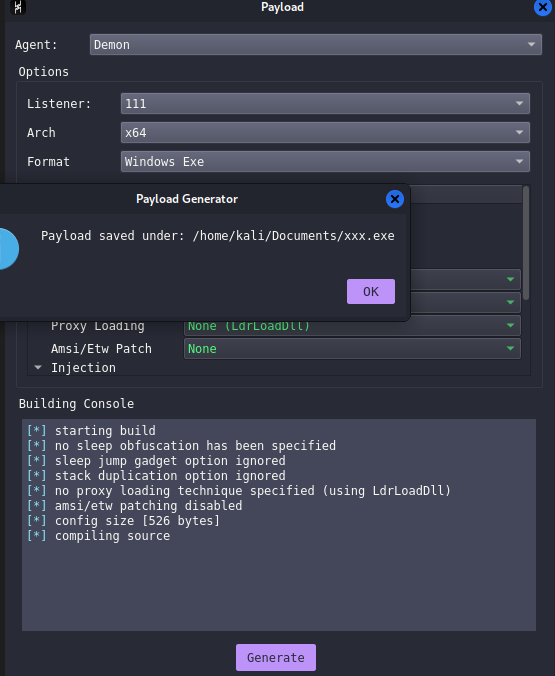 Payload
Agent: Demon
Options
Listener: 111
Arch x64
Format Windows Exe
Payload Generator
Payload saved under: /home/kali/Documents/xxx.exe
OK
Proxy Loading None (LdrLoadDll)
Amsi/Etw Patch None
Injection
Building Console
[*] starting build
[*] no sleep obfuscation has been specified
[*] sleep jump gadget option ignored
[*] stack duplication option ignored
[*] no proxy loading technique specified (using LdrLoadDll)
[*] amsi/etw patching disabled
[*] config size [526 bytes]
[*] compiling source
Generate